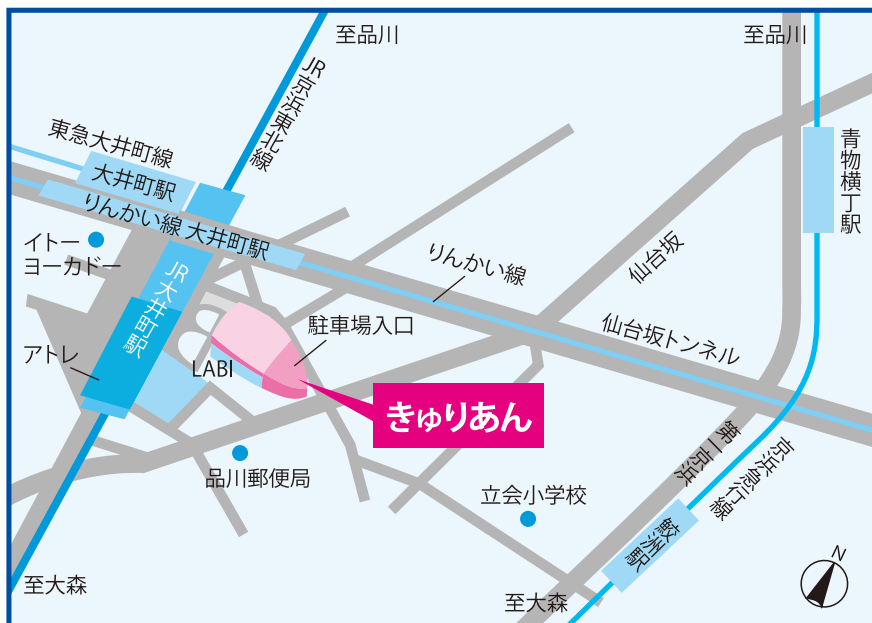 至品川
至品川
JR京浜東北線
東急大井町線
大井町駅
りんかい線 大井町駅
青物横丁駅
イトー
ヨーカドー
JR大井町駅
りんかい線
仙台坂
駐車場入口
仙台坂トンネル
アトレ
LABI
きゅりあん
第一京浜
京浜急行線
品川郵便局
立会小学校
鮫洲駅
N
至大森
至大森